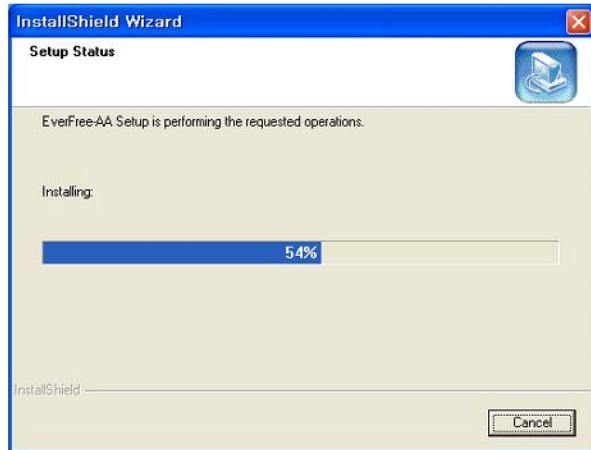 InstallShield Wizard
Setup Status
EverFree-AA Setup is performing the requested operations.
Installing:
54%
InstallShield
Cancel